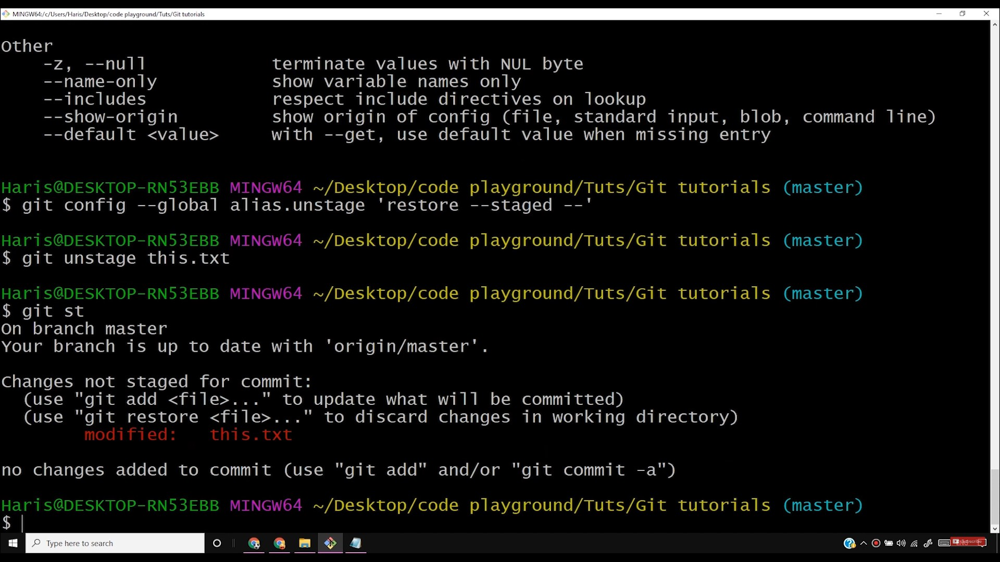 MINGW64:/c/Users/Haris/Desktop/code playground/Tuts/Git tutorials
Other
-z, --null terminate values with NUL byte
--name-only show variable names only
--includes respect include directives on lookup
--show-origin show origin of config (file, standard input, blob, command line)
--default <value> with --get, use default value when missing entry
Haris@DESKTOP-RN53EBB MINGW64 ~/Desktop/code playground/Tuts/Git tutorials (master)
$ git config --global alias.unstage 'restore --staged --'
Haris@DESKTOP-RN53EBB MINGW64 ~/Desktop/code playground/Tuts/Git tutorials (master)
$ git unstage this.txt
Haris@DESKTOP-RN53EBB MINGW64 ~/Desktop/code playground/Tuts/Git tutorials (master)
$ git st
On branch master
Your branch is up to date with 'origin/master'.
Changes not staged for commit:
(use "git add <file>..." to update what will be committed)
(use "git restore <file>..." to discard changes in working directory)
modified: this.txt
no changes added to commit (use "git add" and/or "git commit -a")
Haris@DESKTOP-RN53EBB MINGW64 ~/Desktop/code playground/Tuts/Git tutorials (master)
$
Type here to search
Subscribe